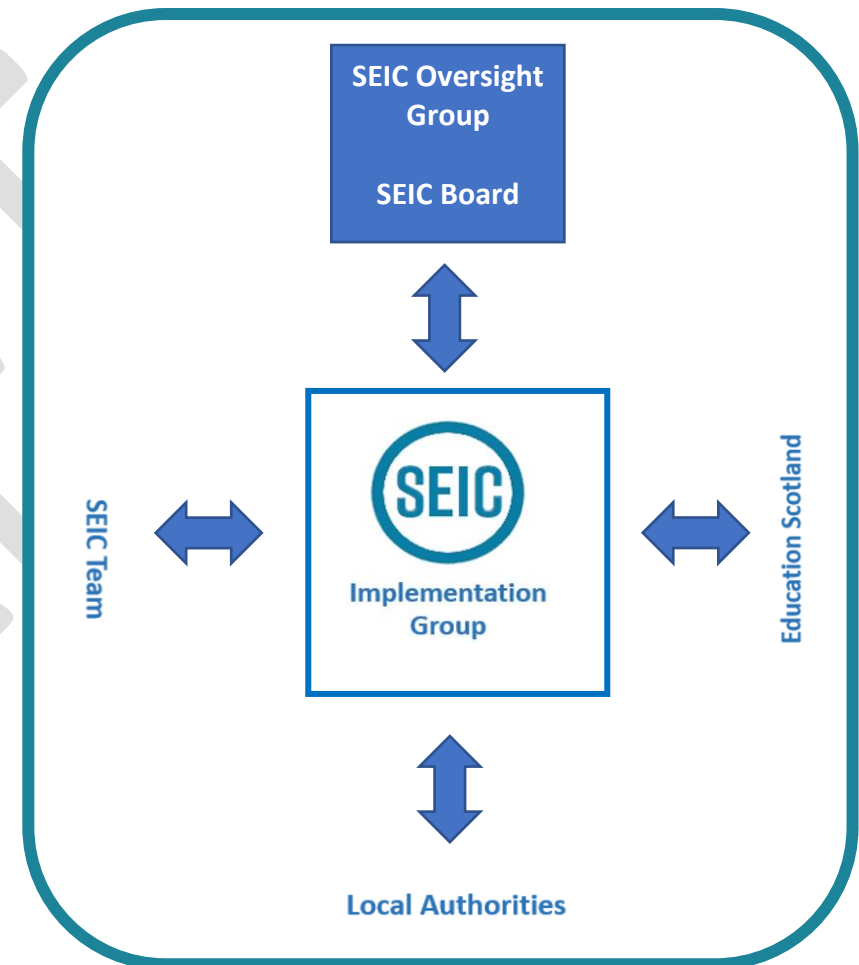 SEIC Oversight
Group
SEIC Board
SEIC
Implementation
Group
SEIC Team
Education Scotland
Local Authorities